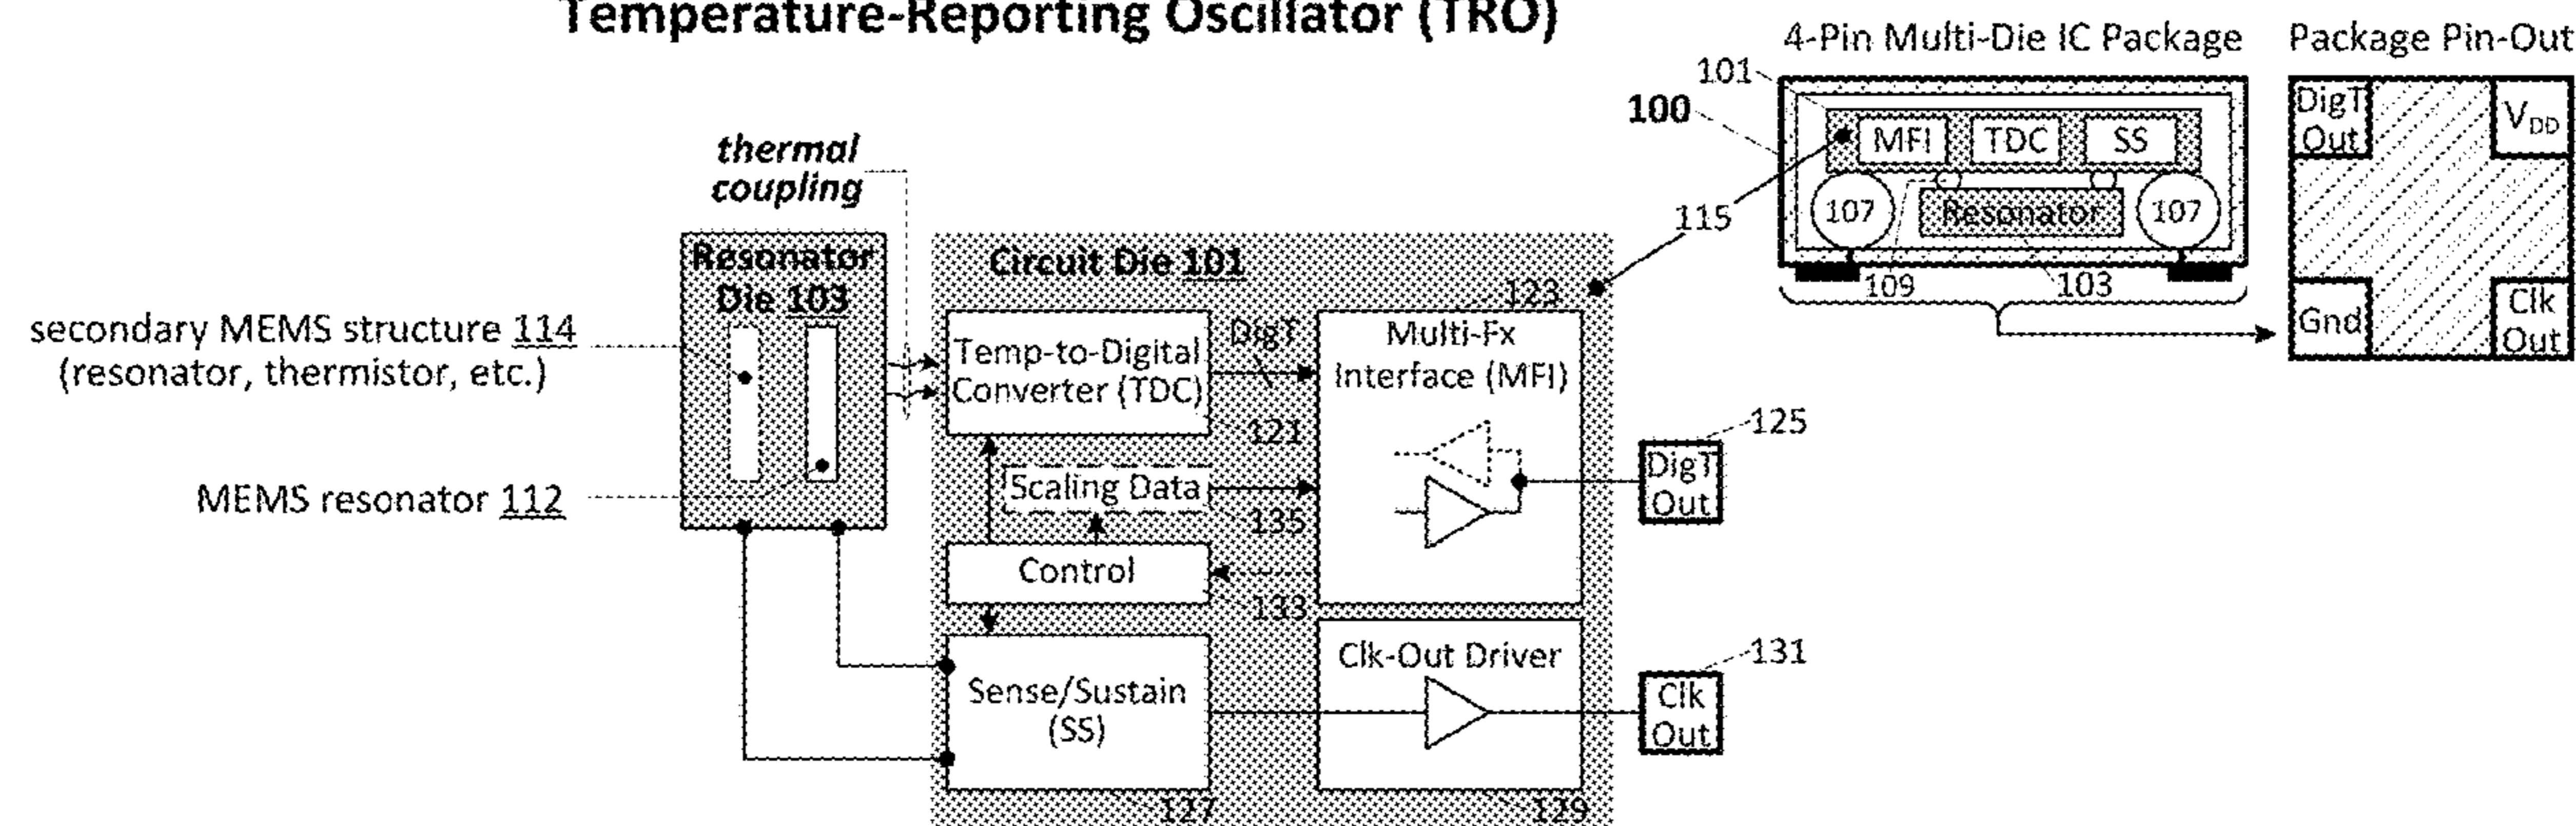 Temperature-Reporting Oscillator (TRO)
4-Pin Multi-Die IC Package
Package Pin-Out
101
100
MFI
TDC
SS
107
Resonator
107
109
103
115
DigT
Out
V_DD
Gnd
Clk
Out
thermal
coupling
Resonator
Die 103
secondary MEMS structure 114
(resonator, thermistor, etc.)
MEMS resonator 112
Circuit Die 101
Temp-to-Digital
Converter (TDC)
121
DigT
123
Multi-Fx
Interface (MFI)
Scaling Data
135
Control
133
Sense/Sustain
(SS)
127
Clk-Out Driver
129
125
DigT
Out
131
Clk
Out